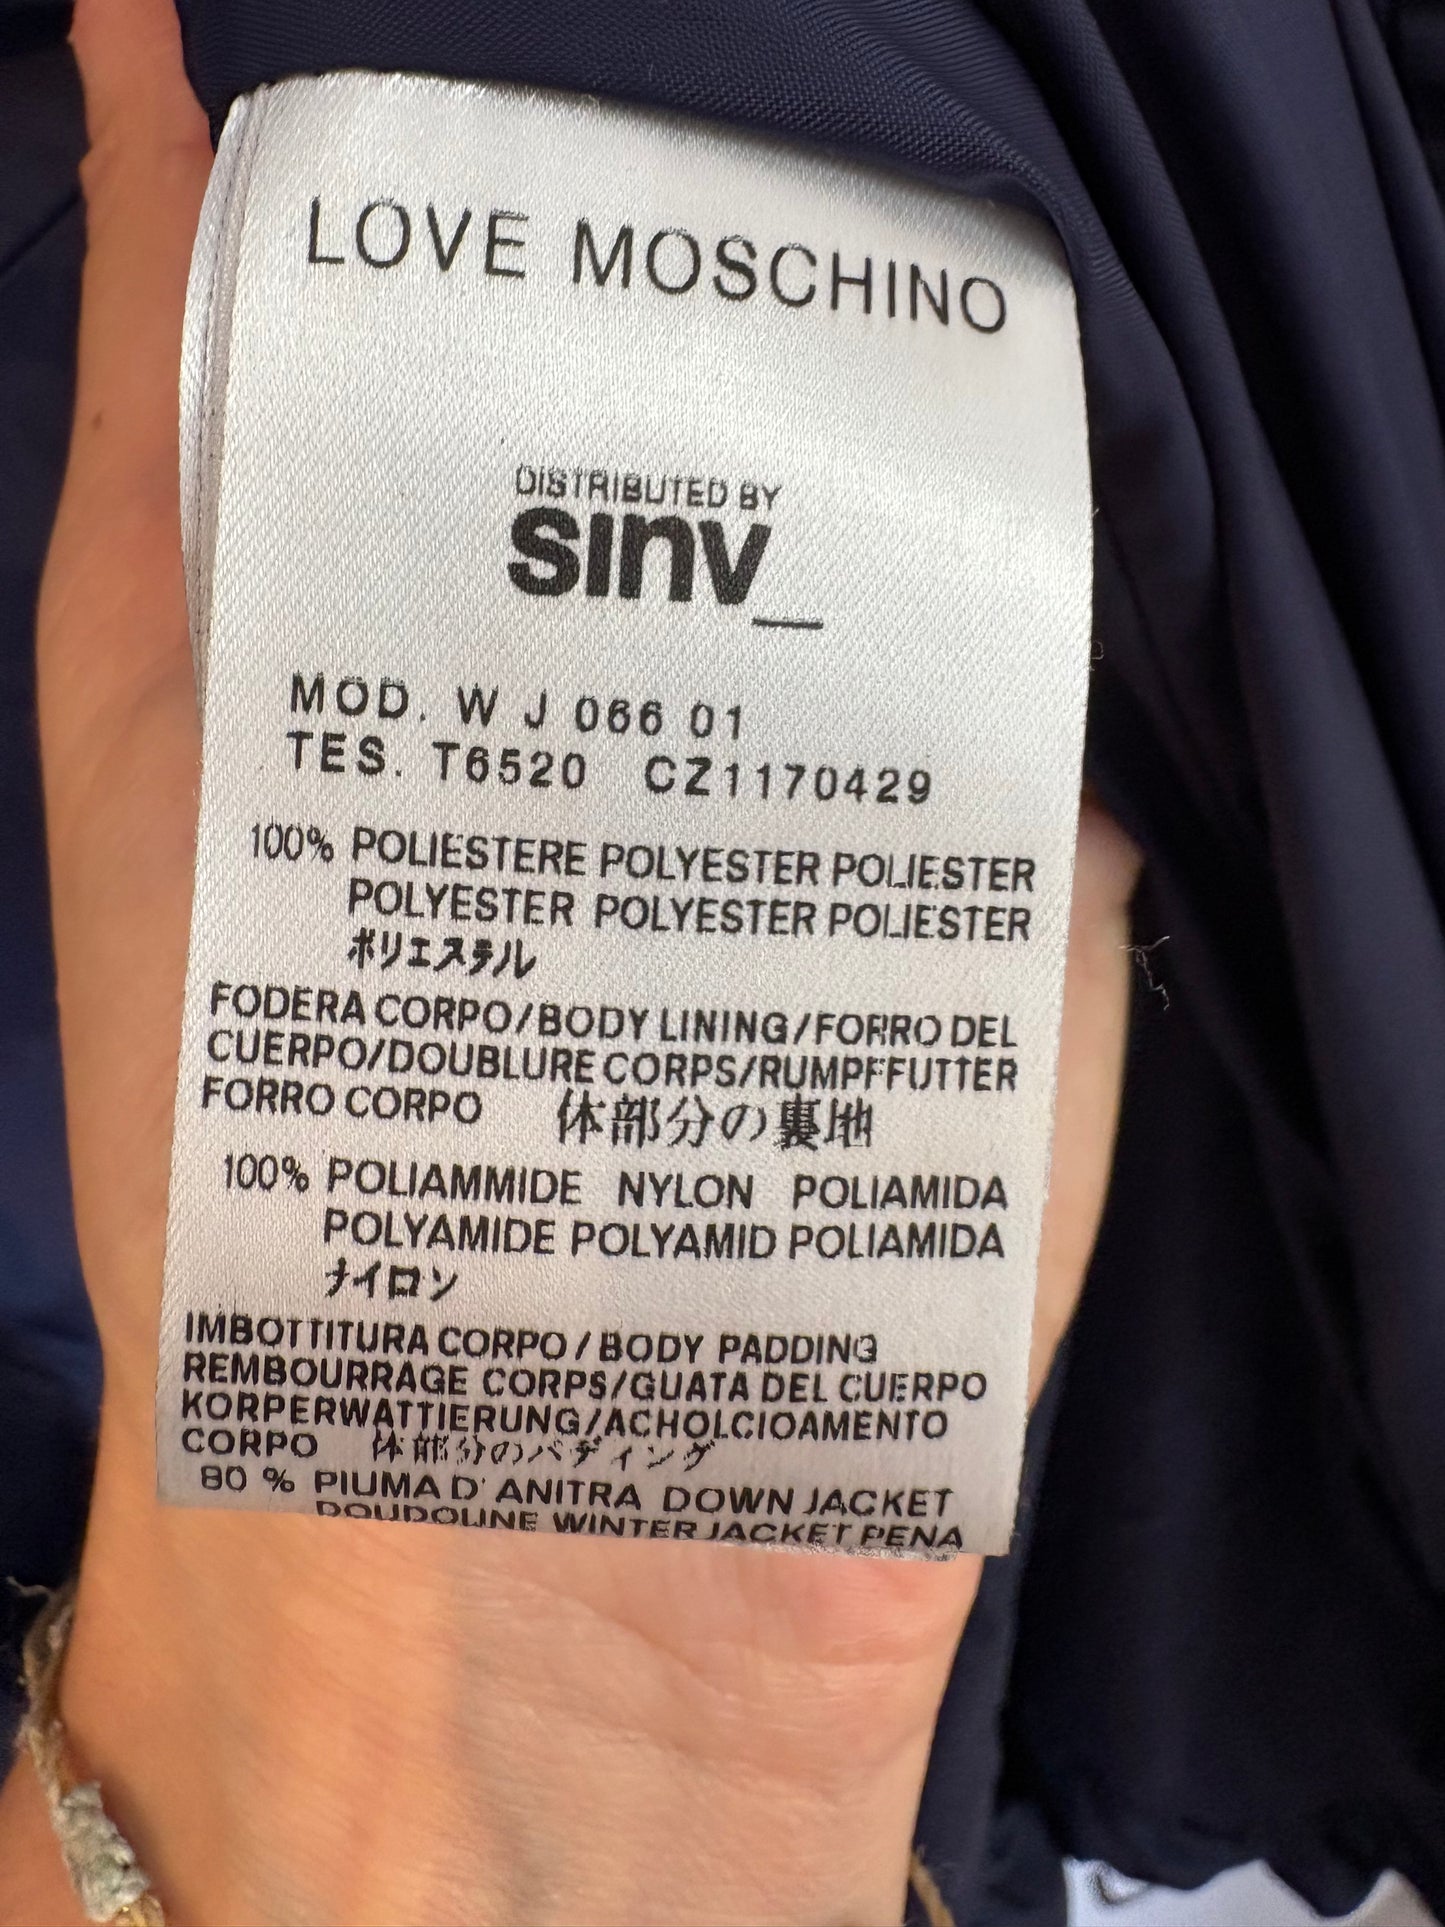 LOVE MOSCHINO
DISTRIBUTED BY
sinv_
MOD. W J 066 01
TES. T6520 CZ1170429
100% POLIESTERE POLYESTER POLIESTER
POLYESTER POLYESTER POLIESTER
ポリエステル
FODERA CORPO/BODY LINING/FORRO DEL
CUERPO/DOUBLURE CORPS/RUMPFFUTTER
FORRO CORPO 体部分の裏地
100% POLIAMMIDE NYLON POLIAMIDA
POLYAMIDE POLYAMID POLIAMIDA
ナイロン
IMBOTTITURA CORPO / BODY PADDING
REMBOURRAGE CORPS/GUATA DEL CUERPO
KORPERWATTIERUNG/ACHOLCIOAMENTO
CORPO 体部分のパディング
80 % PIUMA D' ANITRA DOWN JACKET
DOUDOUNE WINTER JACKET PENA